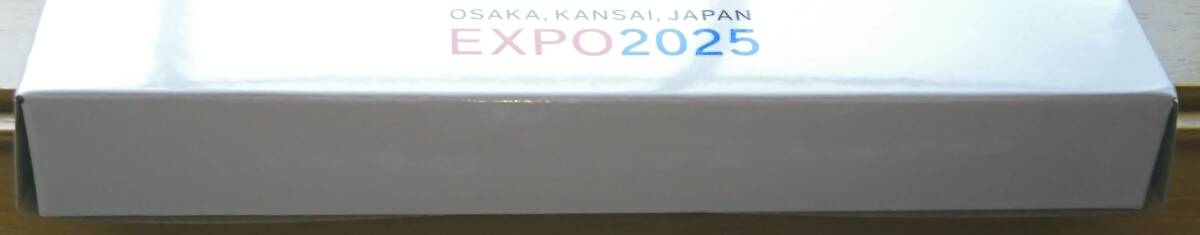 OSAKA, KANSAI, JAPAN
EXPO2025